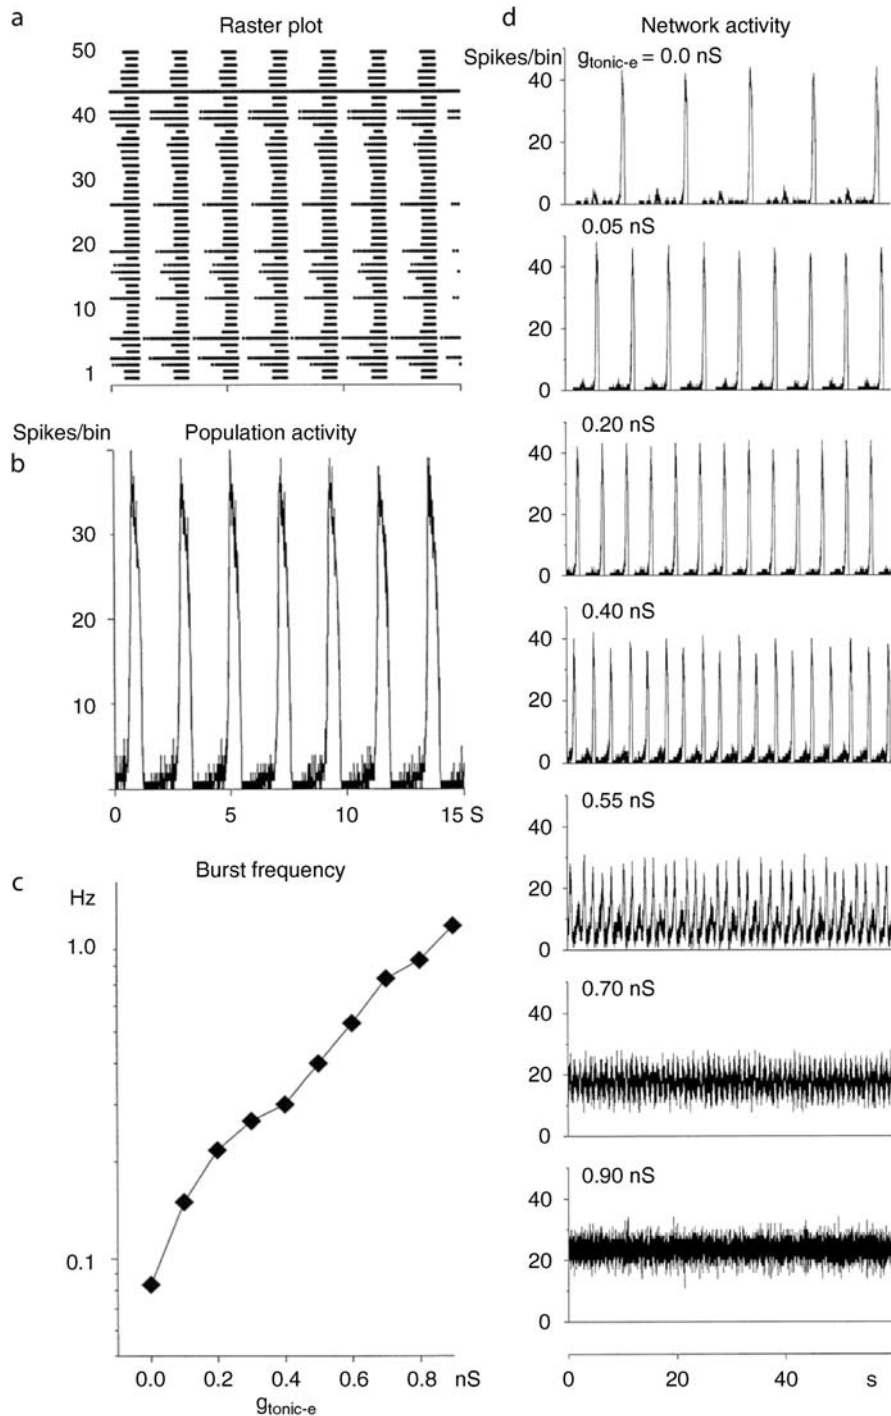 a
Raster plot
50
40
30
20
10
1
Spikes/bin
Population activity
b
30
20
10
0
5
10
15 S
c
Burst frequency
Hz
1.0
0.1
0.0
0.2
0.4
0.6
0.8
nS
gtonic-e
d
Network activity
Spikes/bin
gtonic-e = 0.0 nS
40
20
0
0.05 nS
40
20
0
0.20 nS
40
20
0
0.40 nS
40
20
0
0.55 nS
40
20
0
0.70 nS
40
20
0
0.90 nS
40
20
0
0
20
40
s